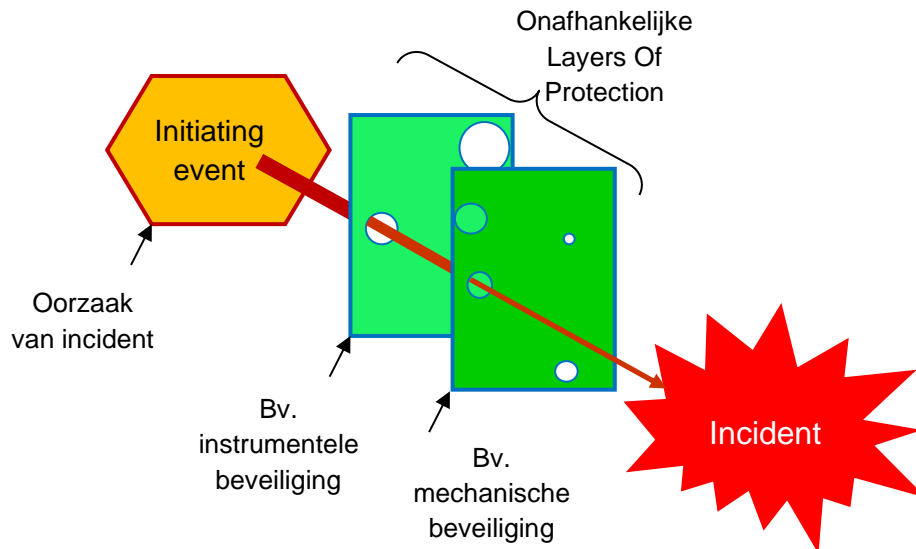 Onafhankelijke
Layers Of
Protection
Initiating
event
Oorzaak
van incident
Bv.
instrumentele
beveiliging
Bv.
mechanische
beveiliging
Incident